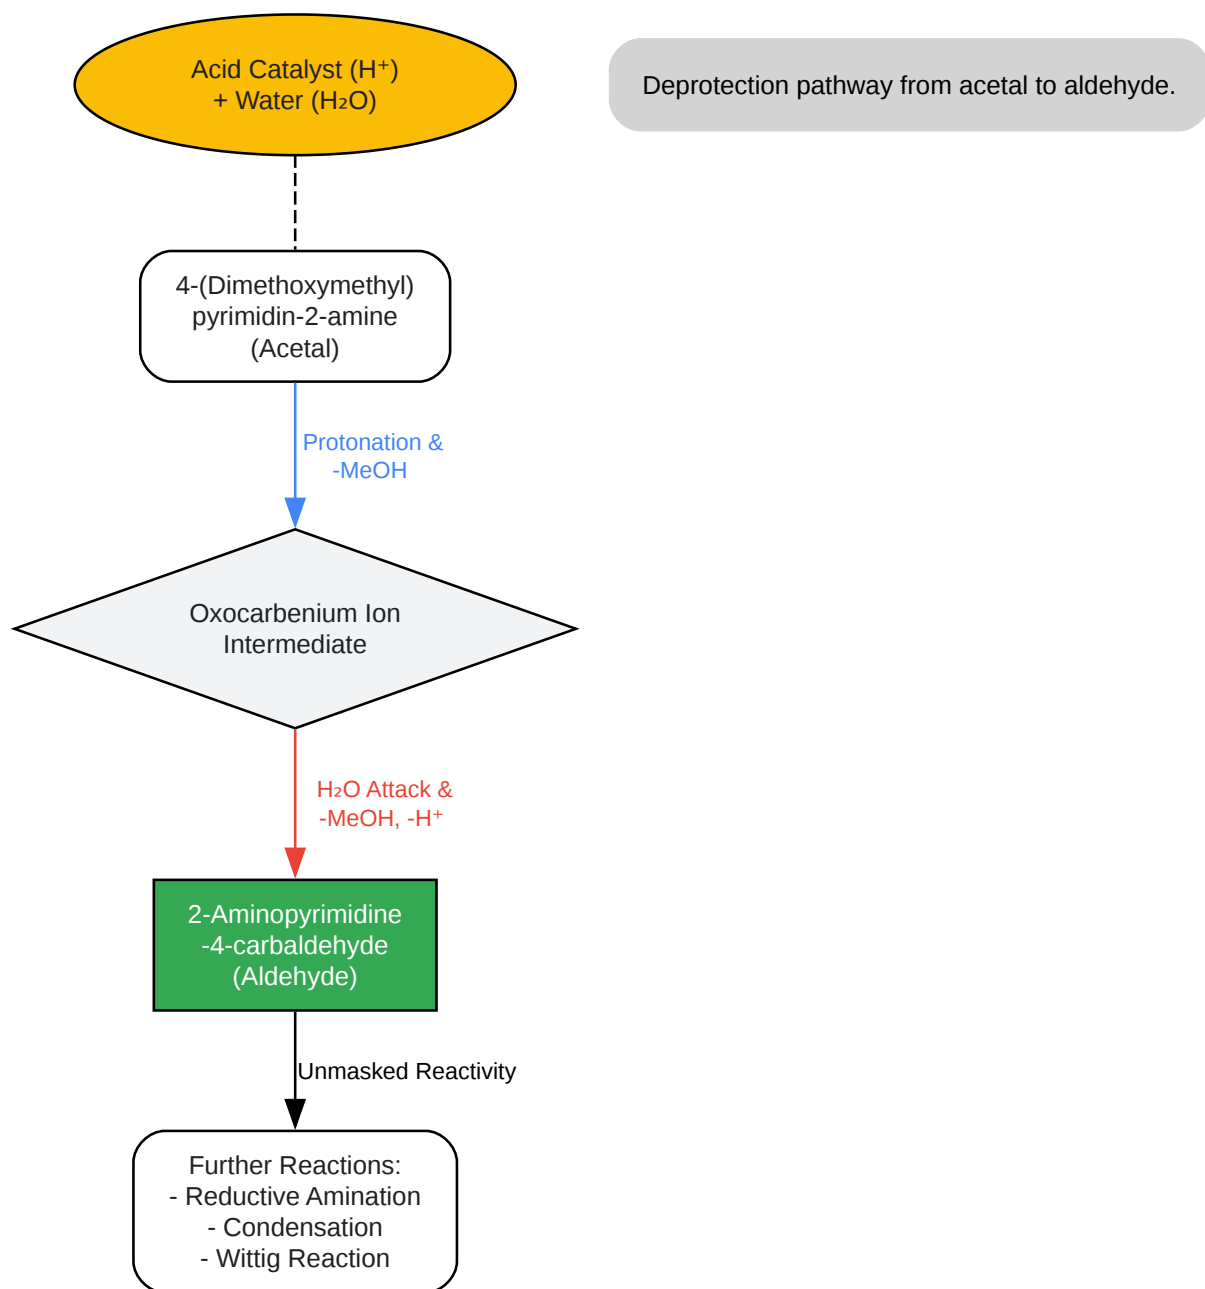 Acid Catalyst (H⁺)
+ Water (H₂O)
Deprotection pathway from acetal to aldehyde.
4-(Dimethoxymethyl)
pyrimidin-2-amine
(Acetal)
Protonation &
-MeOH
Oxocarbenium Ion
Intermediate
H₂O Attack &
-MeOH, -H⁺
2-Aminopyrimidine
-4-carbaldehyde
(Aldehyde)
Unmasked Reactivity
Further Reactions:
- Reductive Amination
- Condensation
- Wittig Reaction